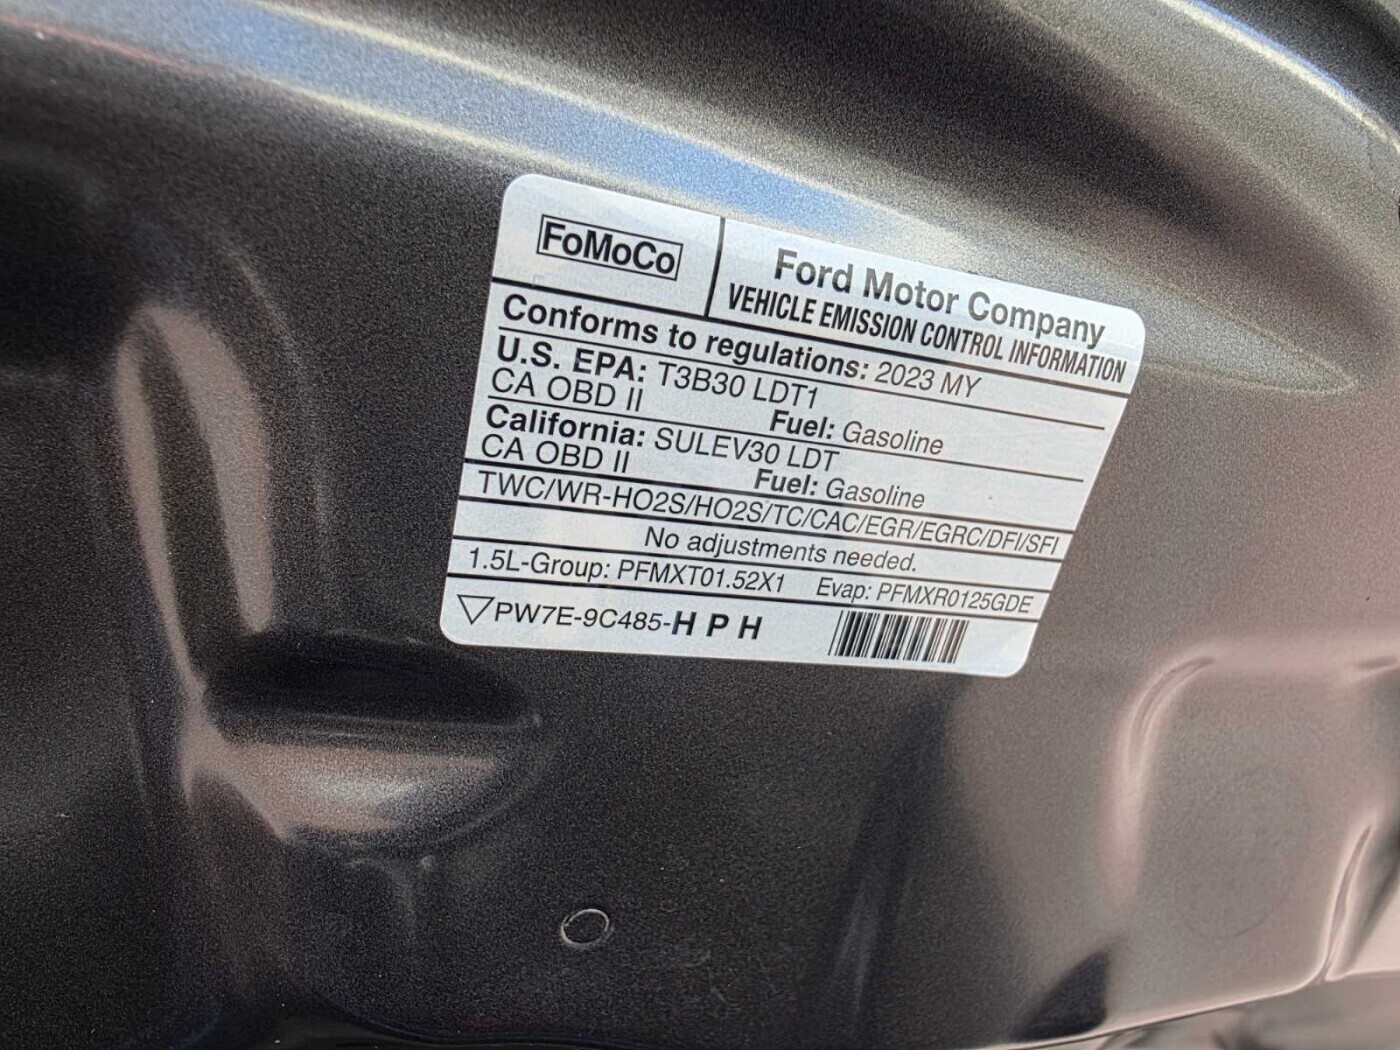 FoMoCo
Ford Motor Company
VEHICLE EMISSION CONTROL INFORMATION
Conforms to regulations: 2023 MY
U.S. EPA: T3B30 LDT1
CA OBD II Fuel: Gasoline
California: SULEV30 LDT
CA OBD II Fuel: Gasoline
TWC/WR-HO2S/HO2S/TC/CAC/EGR/EGRC/DFI/SFI
No adjustments needed.
1.5L-Group: PFMXT01.52X1 Evap: PFMXR0125GDE
PW7E-9C485-HPH